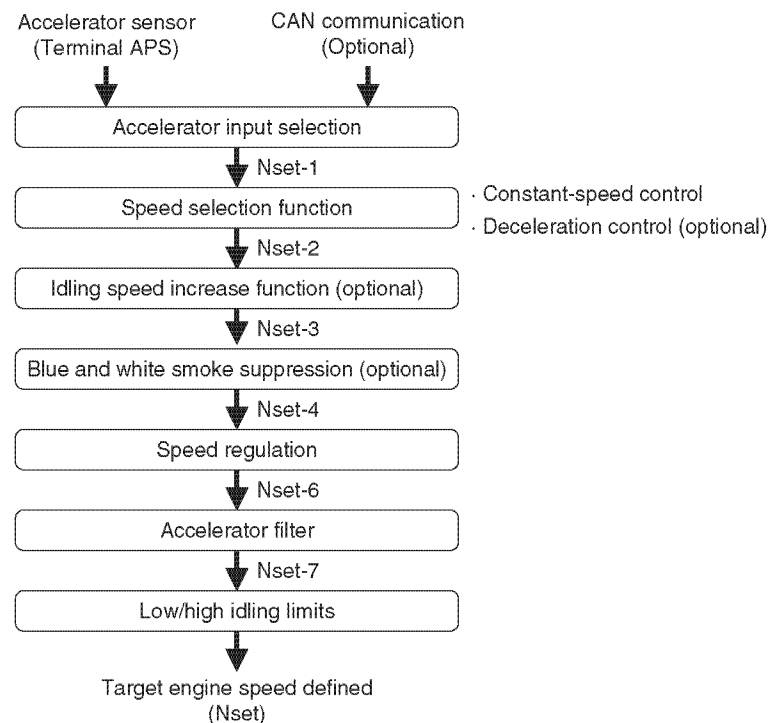 Accelerator sensor
(Terminal APS)
CAN communication
(Optional)
Accelerator input selection
Nset-1
Speed selection function
· Constant-speed control
· Deceleration control (optional)
Nset-2
Idling speed increase function (optional)
Nset-3
Blue and white smoke suppression (optional)
Nset-4
Speed regulation
Nset-6
Accelerator filter
Nset-7
Low/high idling limits
Target engine speed defined
(Nset)